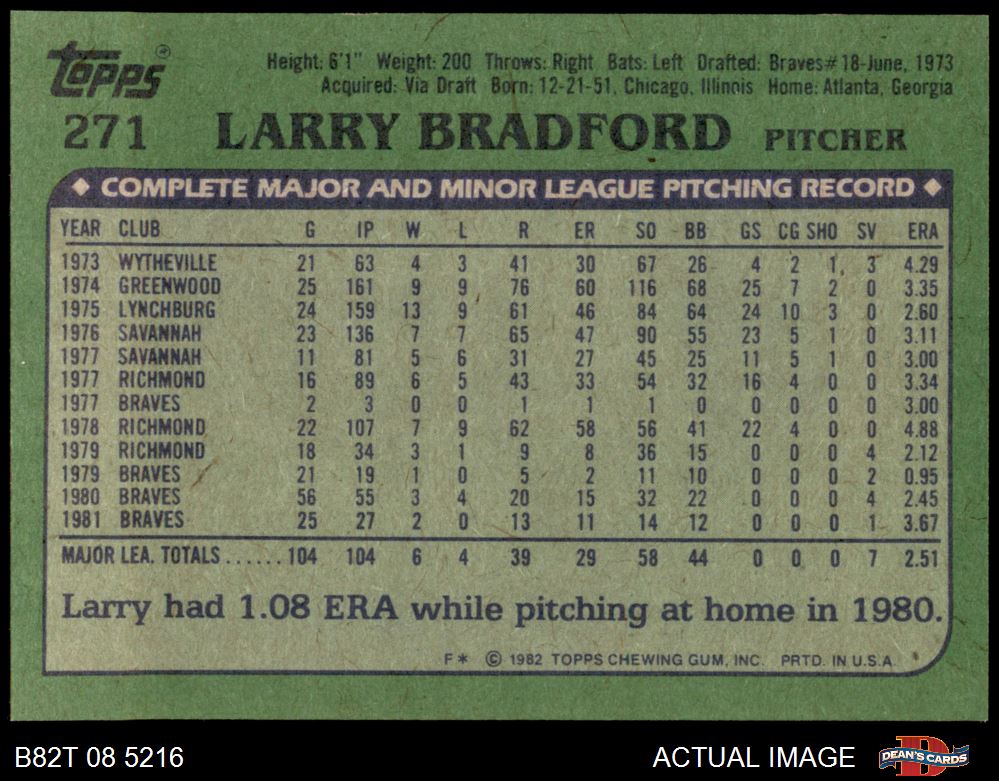 TOPPS®
Height: 6'1" Weight: 200 Throws: Right Bats: Left Drafted: Braves #18-June, 1973
Acquired: Via Draft Born: 12-21-51, Chicago, Illinois Home: Atlanta, Georgia
271 LARRY BRADFORD PITCHER
◆ COMPLETE MAJOR AND MINOR LEAGUE PITCHING RECORD ◆
YEAR CLUB G IP W L R ER SO BB GS CG SHO SV ERA
1973 WYTHEVILLE 21 63 4 3 41 30 67 26 4 2 1 3 4.29
1974 GREENWOOD 25 161 9 9 76 60 116 68 25 7 2 0 3.35
1975 LYNCHBURG 24 159 13 9 61 46 84 64 24 10 3 0 2.60
1976 SAVANNAH 23 136 7 7 65 47 90 55 23 5 1 0 3.11
1977 SAVANNAH 11 81 5 6 31 27 45 25 11 5 1 0 3.00
1977 RICHMOND 16 89 6 5 43 33 54 32 16 4 0 0 3.34
1977 BRAVES 2 3 0 0 1 1 1 0 0 0 0 0 3.00
1978 RICHMOND 22 107 7 9 62 58 56 41 22 4 0 0 4.88
1979 RICHMOND 18 34 3 1 9 8 36 15 0 0 0 4 2.12
1979 BRAVES 21 19 1 0 5 2 11 10 0 0 0 2 0.95
1980 BRAVES 56 55 3 4 20 15 32 22 0 0 0 4 2.45
1981 BRAVES 25 27 2 0 13 11 14 12 0 0 0 1 3.67
MAJOR LEA. TOTALS...... 104 104 6 4 39 29 58 44 0 0 0 7 2.51
Larry had 1.08 ERA while pitching at home in 1980.
F* © 1982 TOPPS CHEWING GUM, INC. PRTD. IN U.S.A.
B82T 08 5216 ACTUAL IMAGE DEAN'S CARDS